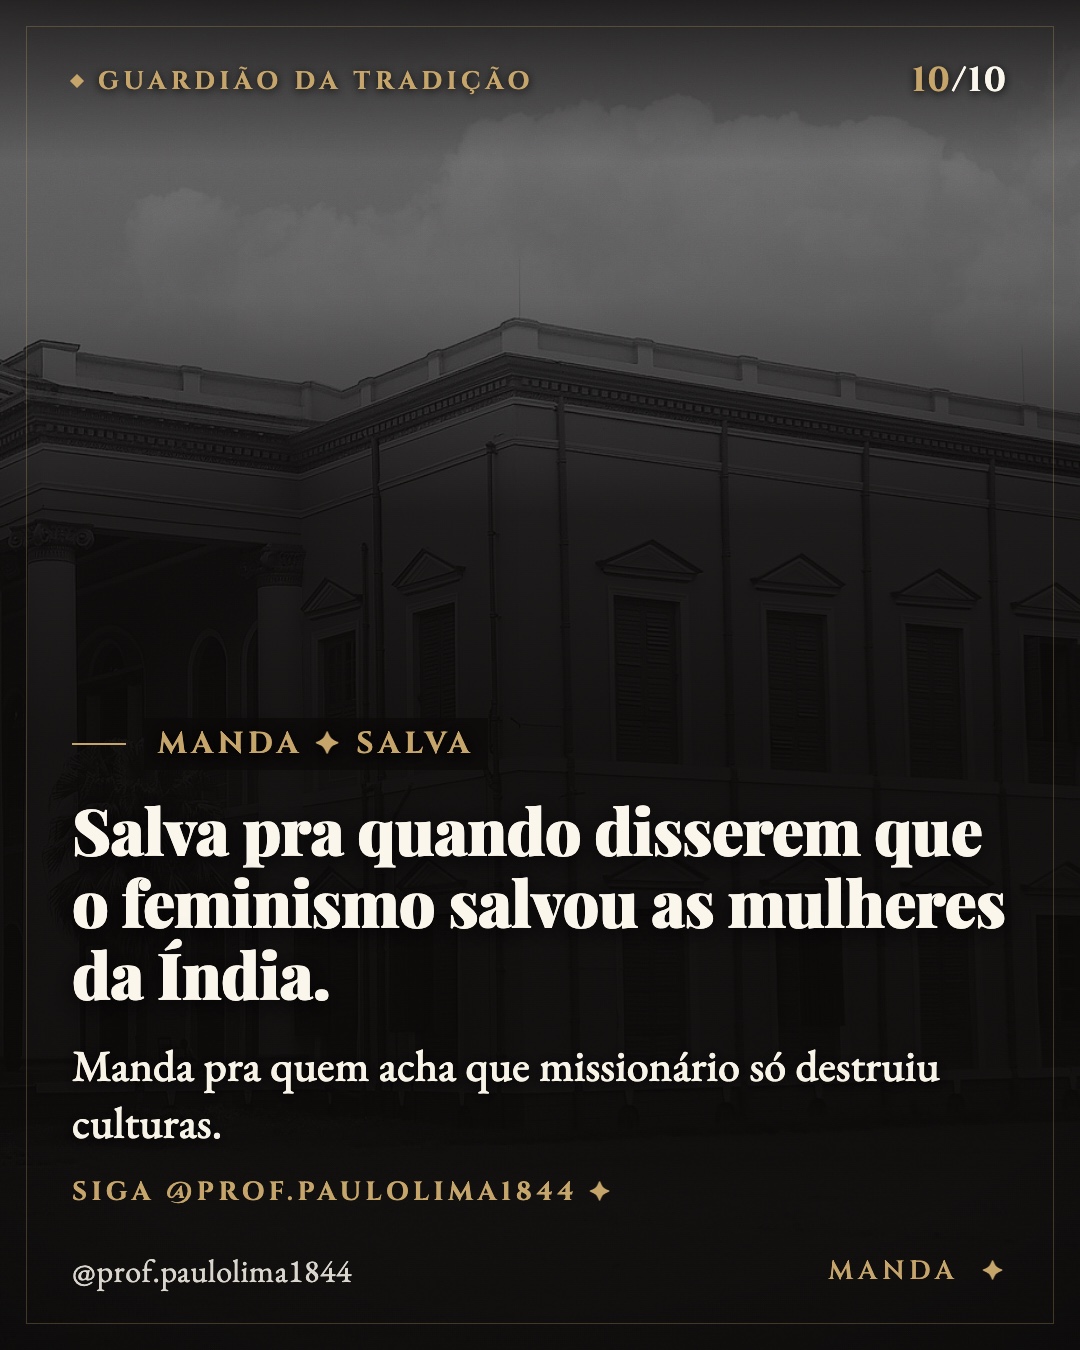 ◆ GUARDIÃO DA TRADIÇÃO
10/10
MANDA ✦ SALVA
Salva pra quando disserem que
o feminismo salvou as mulheres
da Índia.
Manda pra quem acha que missionário só destruiu
culturas.
SIGA @PROF.PAULOLIMA1844 ✦
@prof.paulolima1844
MANDA ✦